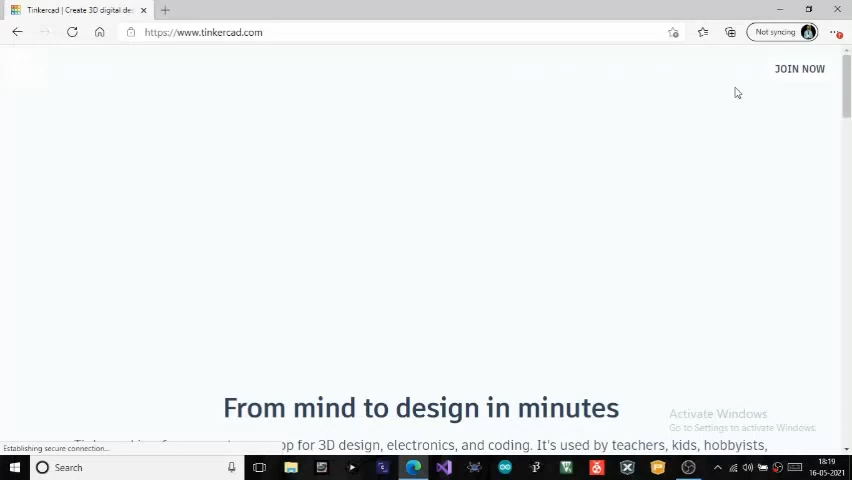 Tinkercad | Create 3D digital de
https://www.tinkercad.com
Not syncing
JOIN NOW
From mind to design in minutes
op for 3D design, electronics, and coding. It's used by teachers, kids, hobbyists,
Activate Windows
Go to Settings to activate Windows.
Establishing secure connection...
Search
18:19
16-05-2021